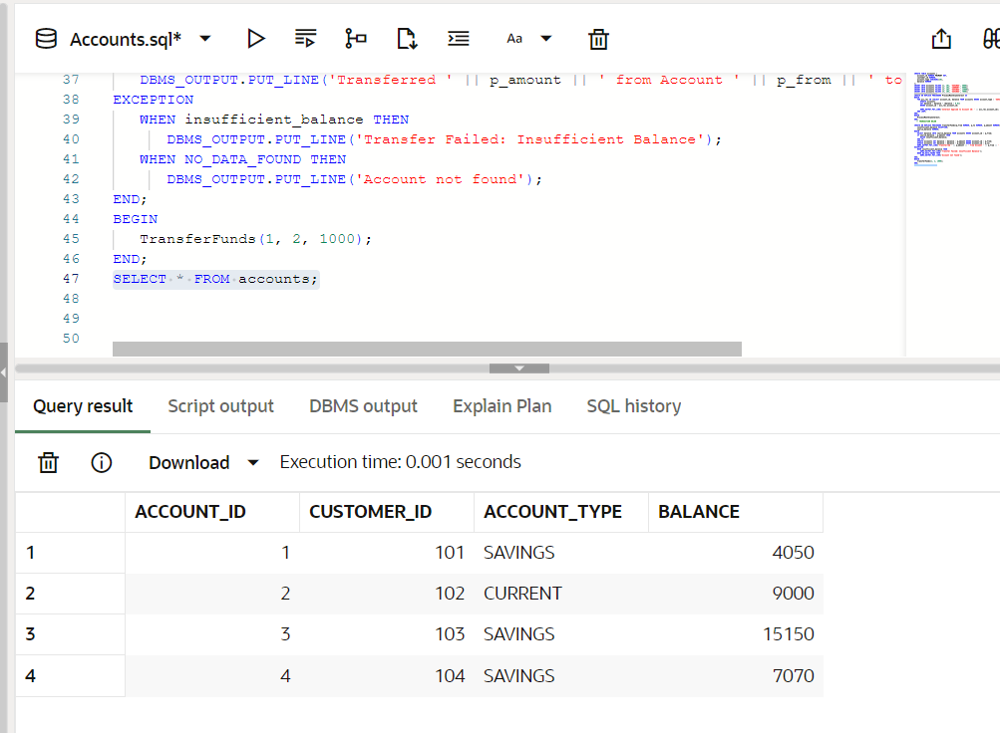 Accounts.sql*
Aa
37 DBMS_OUTPUT.PUT_LINE('Transferred ' || p_amount || ' from Account ' || p_from || ' to
38 EXCEPTION
39 WHEN insufficient_balance THEN
40 DBMS_OUTPUT.PUT_LINE('Transfer Failed: Insufficient Balance');
41 WHEN NO_DATA_FOUND THEN
42 DBMS_OUTPUT.PUT_LINE('Account not found');
43 END;
44 BEGIN
45 TransferFunds(1, 2, 1000);
46 END;
47 SELECT * FROM accounts;
48
49
50
Query result Script output DBMS output Explain Plan SQL history
Download Execution time: 0.001 seconds
ACCOUNT_ID CUSTOMER_ID ACCOUNT_TYPE BALANCE
1 1 101 SAVINGS 4050
2 2 102 CURRENT 9000
3 3 103 SAVINGS 15150
4 4 104 SAVINGS 7070